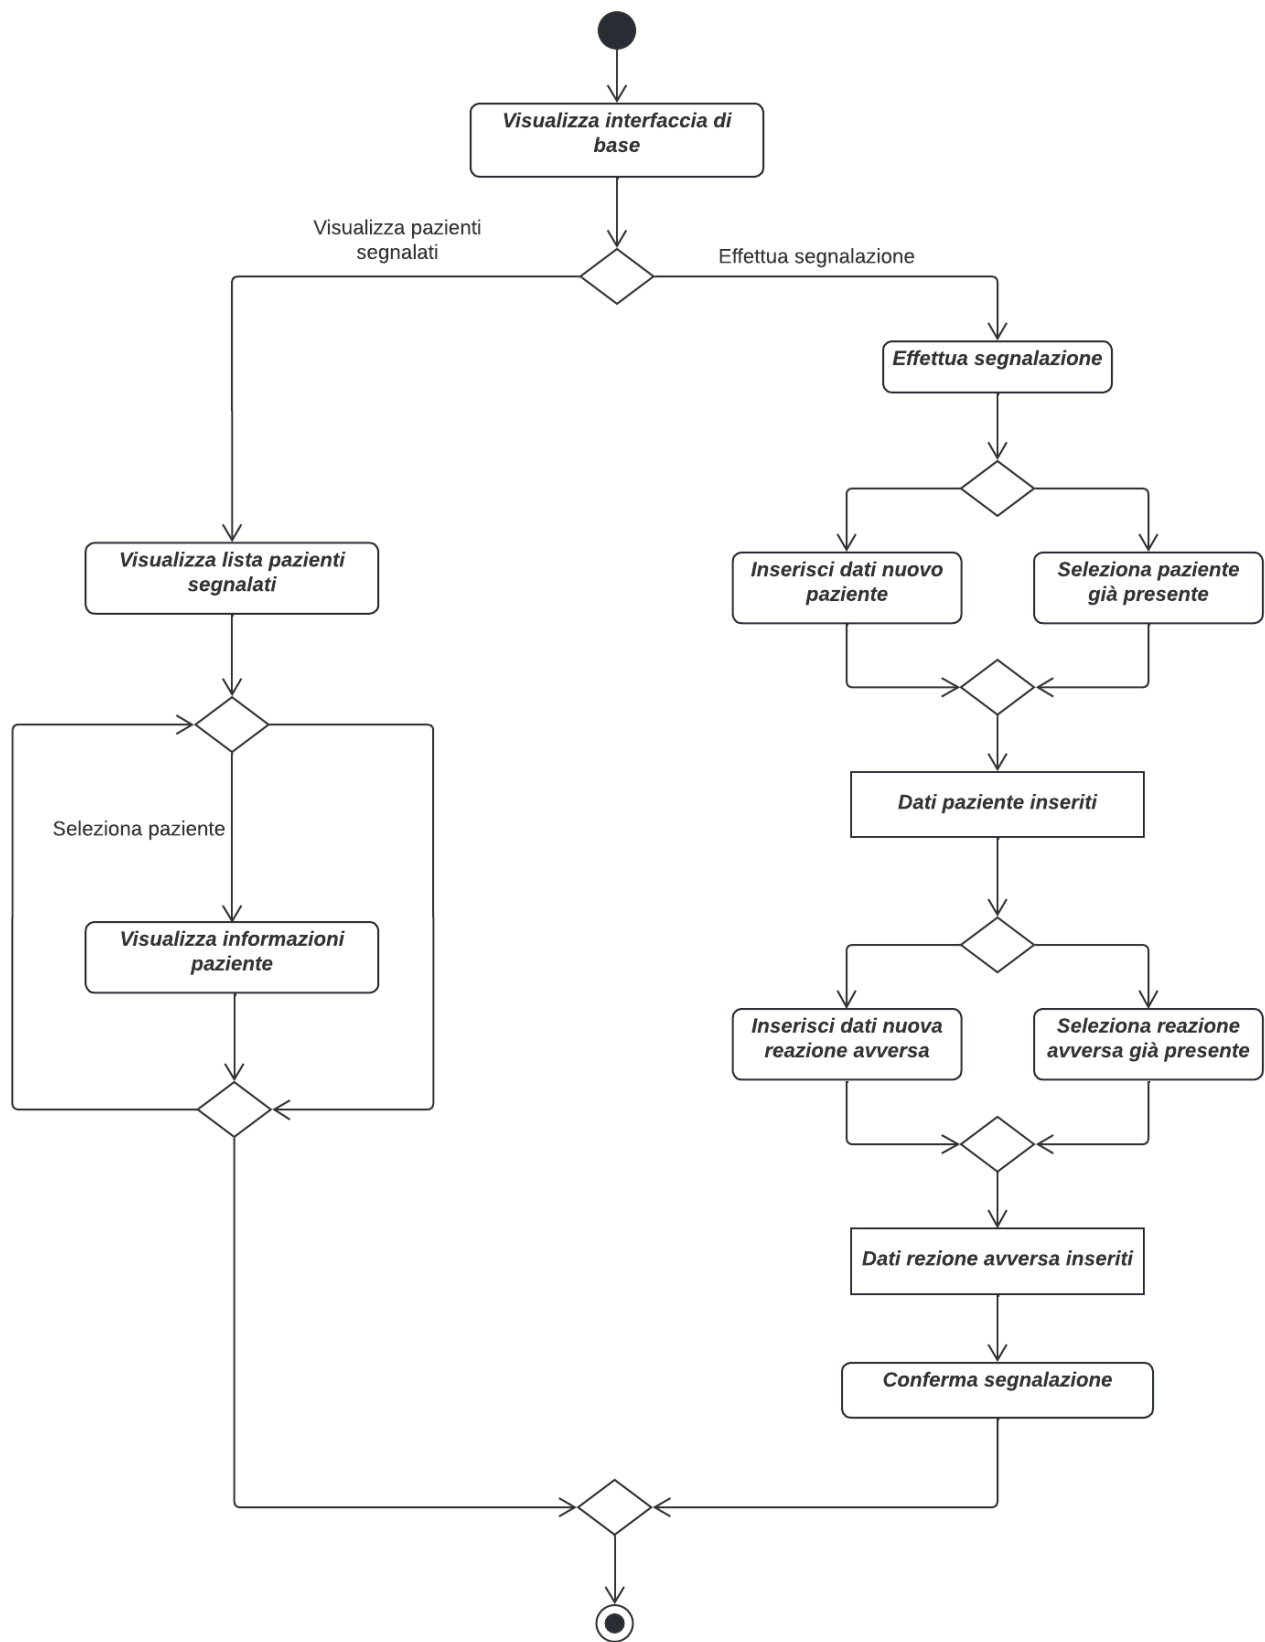 Visualizza interfaccia di
base
Visualizza pazienti
segnalati
Effettua segnalazione
Effettua segnalazione
Visualizza lista pazienti
segnalati
Inserisci dati nuovo
paziente
Seleziona paziente
già presente
Seleziona paziente
Dati paziente inseriti
Visualizza informazioni
paziente
Inserisci dati nuova
reazione avversa
Seleziona reazione
avversa già presente
Dati rezione avversa inseriti
Conferma segnalazione